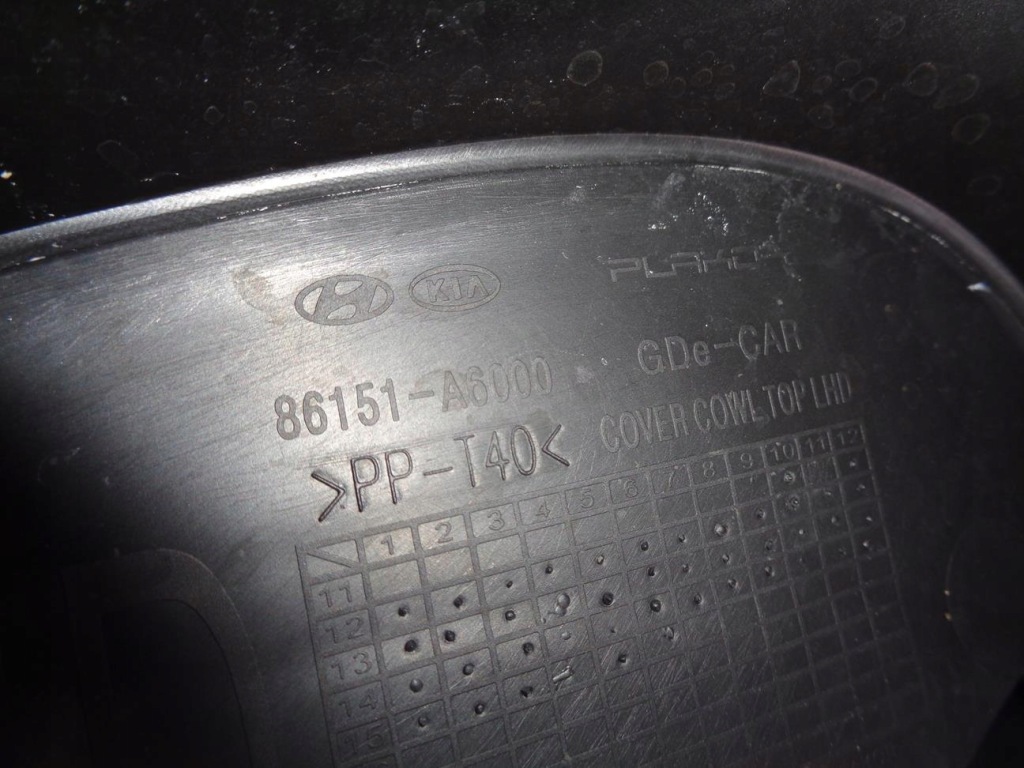 KIA
PLAKOR
86151-A6000
GDe-CAR
>PP-T40<
COVER COWL TOP LHD
1 2 3 4 5 6 7 8 9 10 11 12
11
12
13
14
15